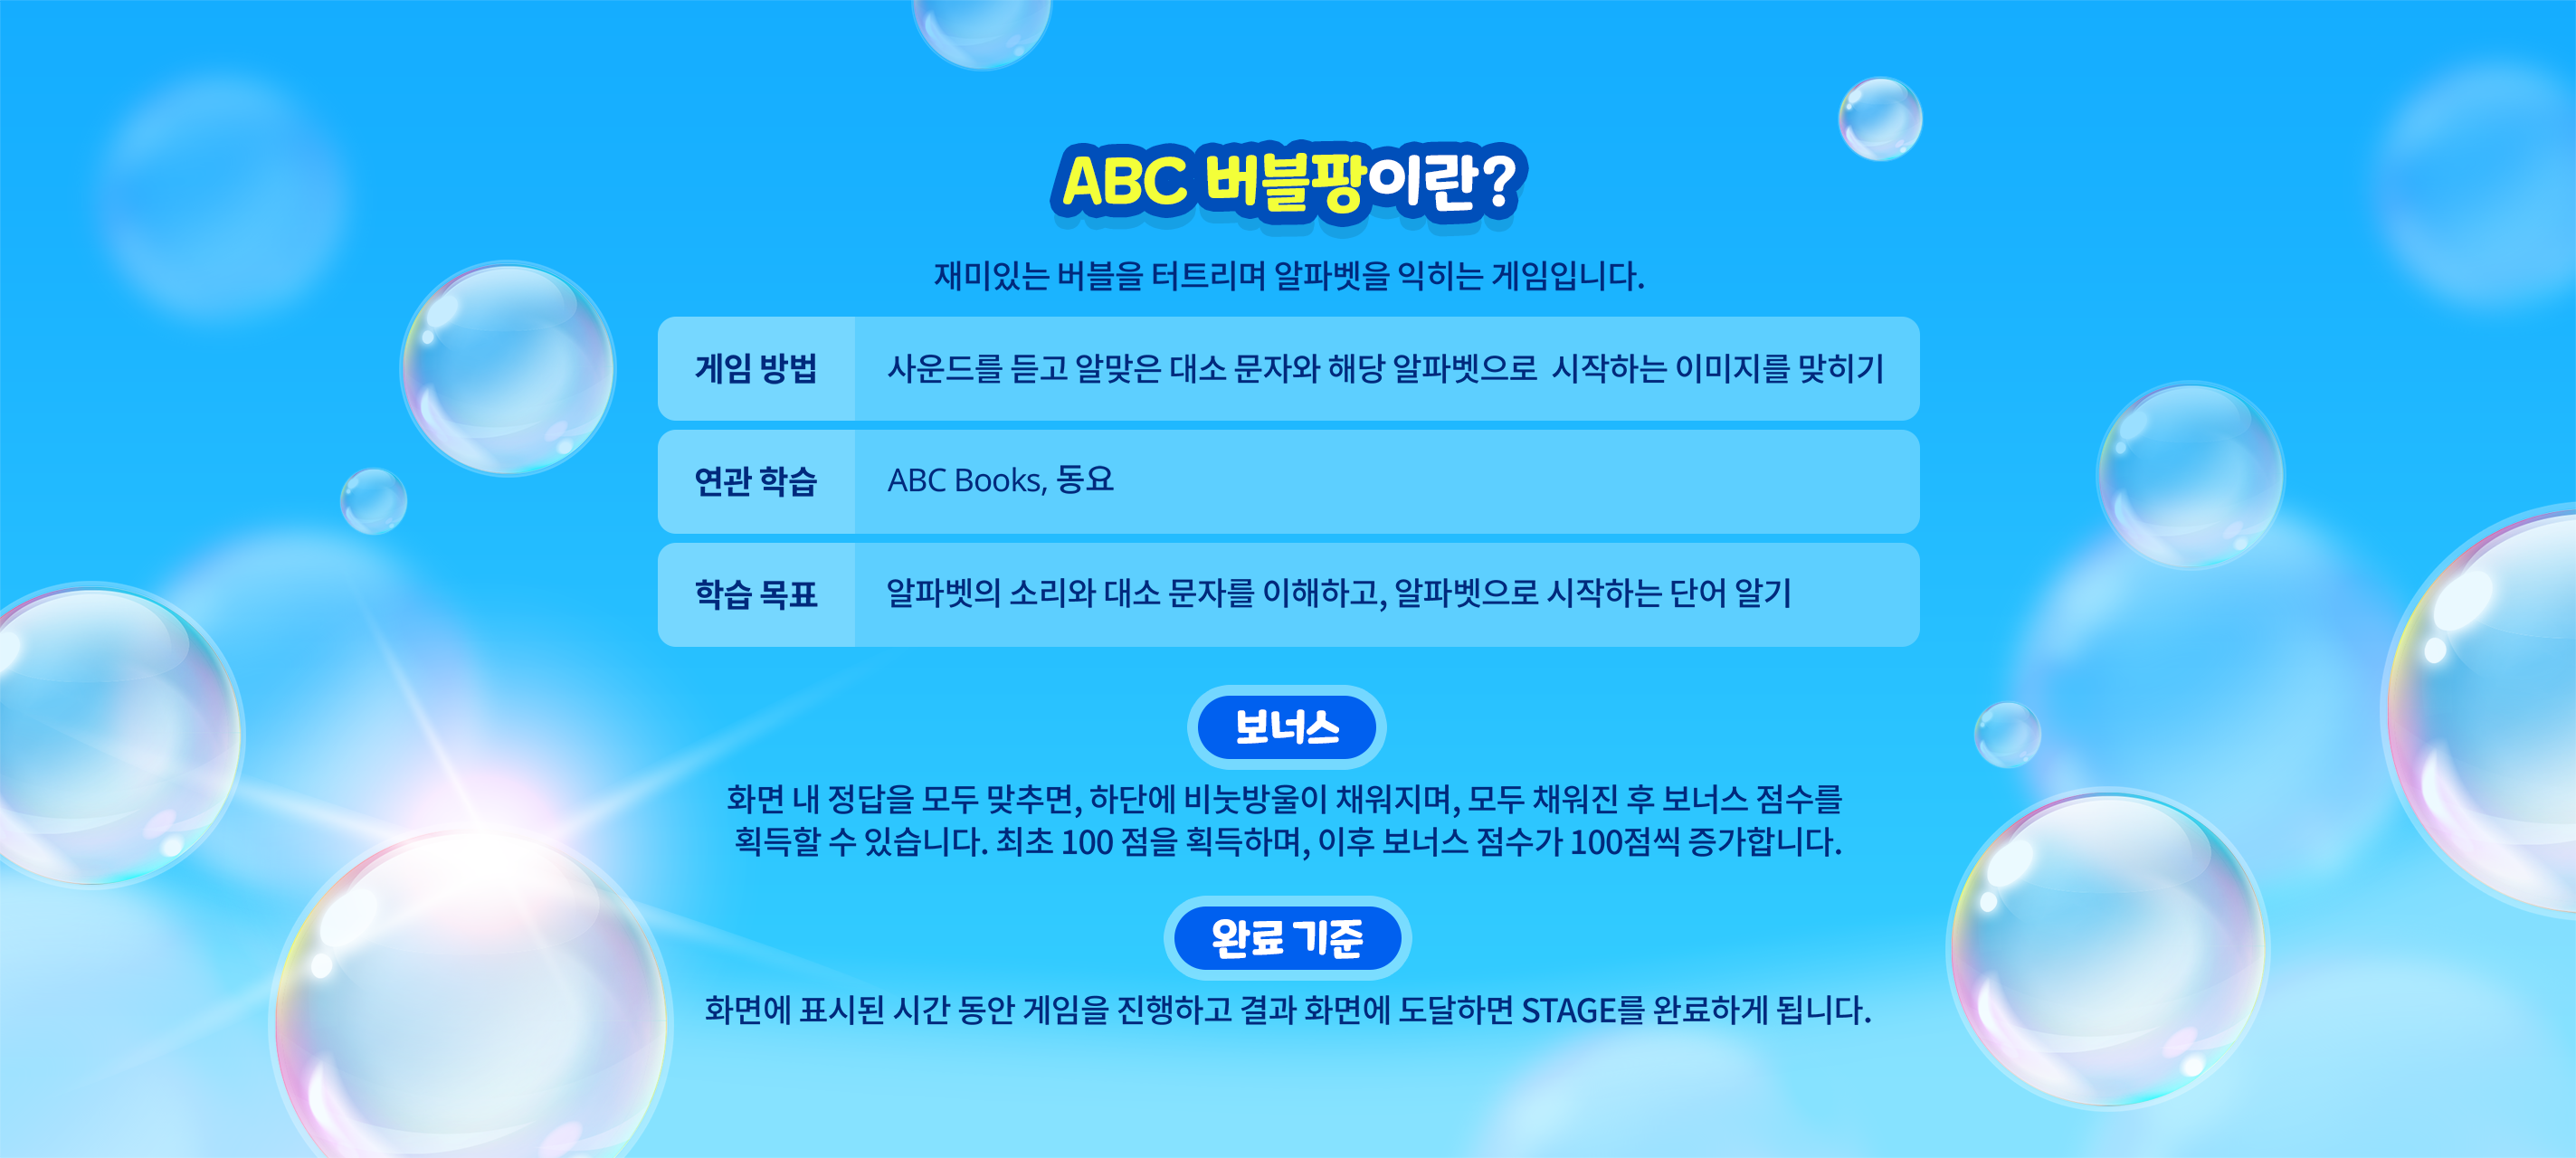 ABC 버블팡이란?
재미있는 버블을 터트리며 알파벳을 익히는 게임입니다.
게임 방법 사운드를 듣고 알맞은 대소 문자와 해당 알파벳으로 시작하는 이미지를 맞히기
연관 학습 ABC Books, 동요
학습 목표 알파벳의 소리와 대소 문자를 이해하고, 알파벳으로 시작하는 단어 알기
보너스
화면 내 정답을 모두 맞추면, 하단에 비눗방울이 채워지며, 모두 채워진 후 보너스 점수를
획득할 수 있습니다. 최초 100 점을 획득하며, 이후 보너스 점수가 100점씩 증가합니다.
완료 기준
화면에 표시된 시간 동안 게임을 진행하고 결과 화면에 도달하면 STAGE를 완료하게 됩니다.